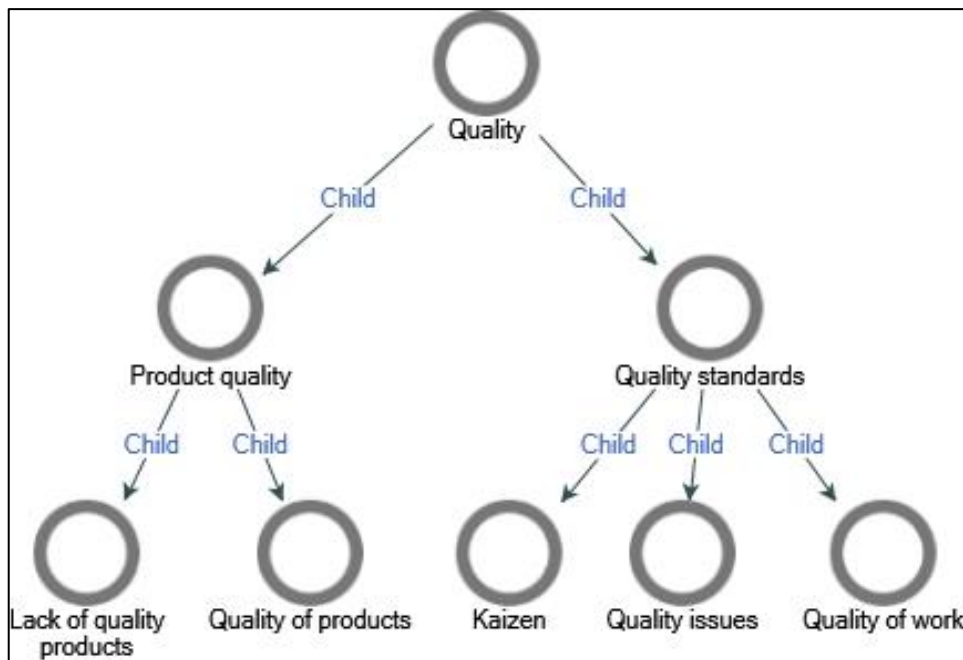 Quality
Child
Child
Product quality
Quality standards
Child
Child
Child
Child
Child
Lack of quality
products
Quality of products
Kaizen
Quality issues
Quality of work